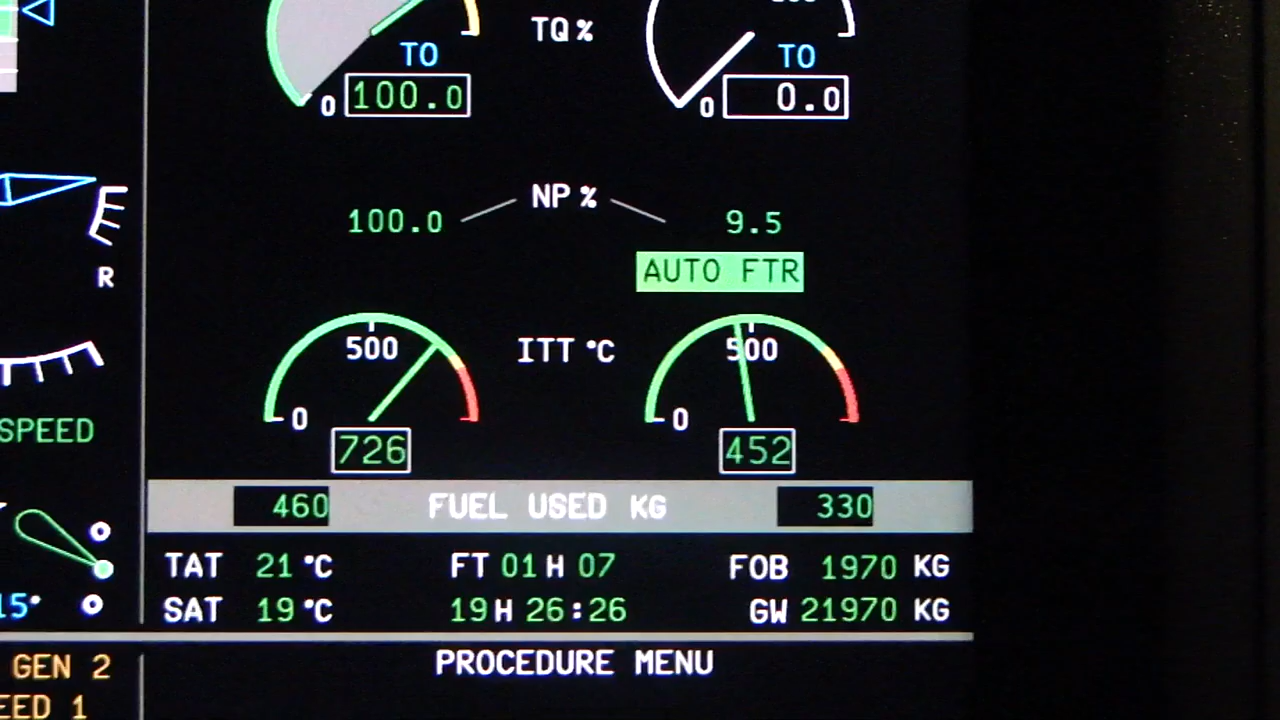 TQ %
TO TO
0 100.0 0 0.0
NP %
100.0 9.5
R
AUTO FTR
500 ITT °C 500
0 0
SPEED
726 452
460 FUEL USED KG 330
TAT 21 °C FT 01 H 07 FOB 1970 KG
15° SAT 19 °C 19 H 26:26 GW 21970 KG
GEN 2 PROCEDURE MENU
EED 1